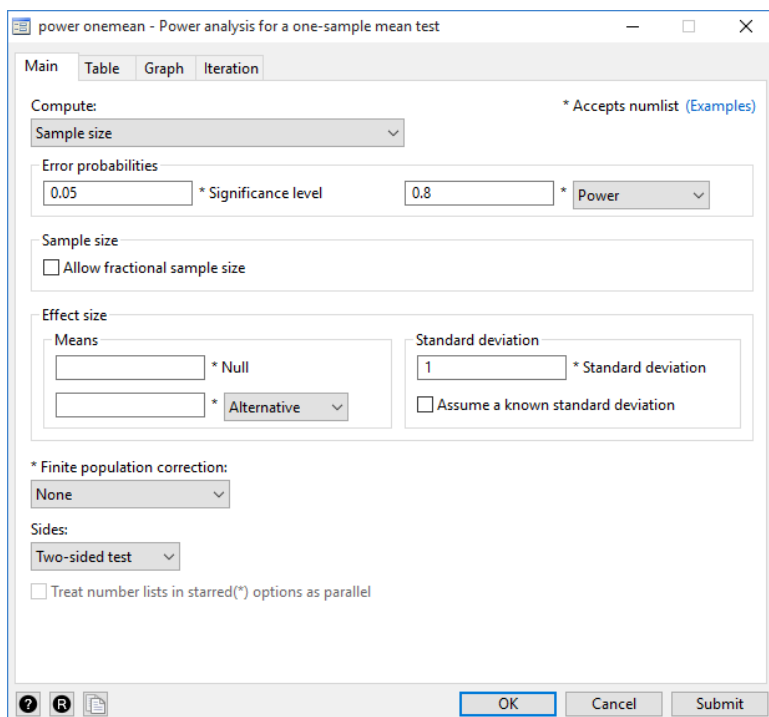 power onemean - Power analysis for a one-sample mean test
Main Table Graph Iteration
Compute: * Accepts numlist (Examples)
Sample size
Error probabilities
0.05 * Significance level 0.8 * Power
Sample size
Allow fractional sample size
Effect size
Means Standard deviation
* Null 1 * Standard deviation
* Alternative Assume a known standard deviation
* Finite population correction:
None
Sides:
Two-sided test
Treat number lists in starred(*) options as parallel
? R OK Cancel Submit